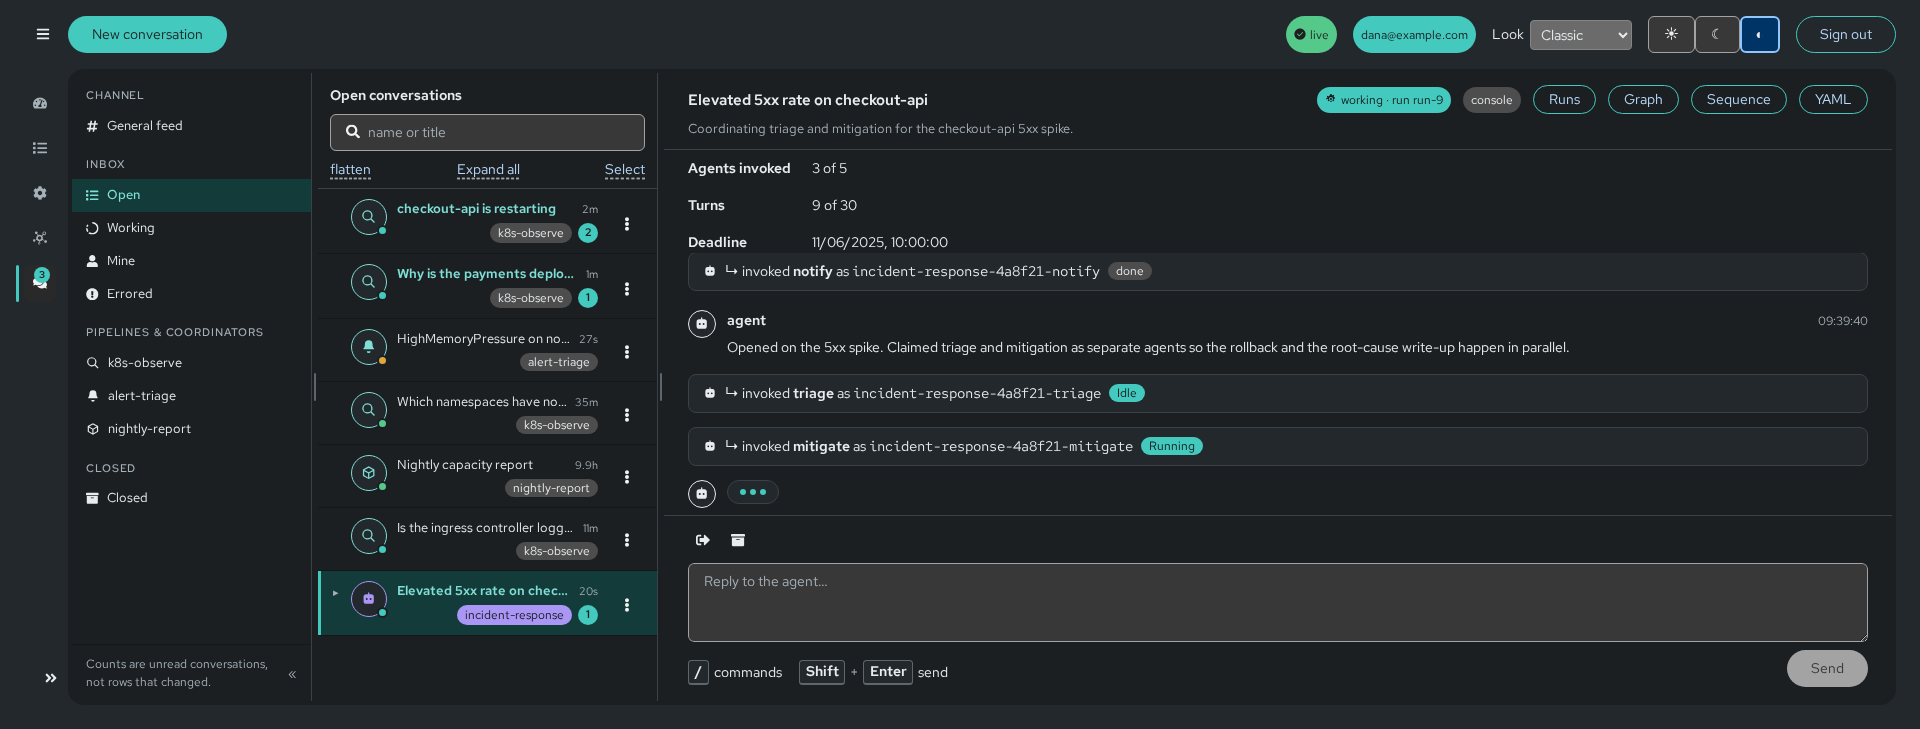 New conversation
live
dana@example.com
Look
Classic
Sign out
3
CHANNEL
General feed
INBOX
Open
Working
Mine
Errored
PIPELINES & COORDINATORS
k8s-observe
alert-triage
nightly-report
CLOSED
Closed
Counts are unread conversations,
not rows that changed.
Open conversations
name or title
flatten Expand all Select
checkout-api is restarting 2m
k8s-observe 2
Why is the payments deplo... 1m
k8s-observe 1
HighMemoryPressure on no... 27s
alert-triage
Which namespaces have no... 35m
k8s-observe
Nightly capacity report 9.9h
nightly-report
Is the ingress controller logg... 11m
k8s-observe
Elevated 5xx rate on chec... 20s
incident-response 1
Elevated 5xx rate on checkout-api
working · run run-9
console
Runs
Graph
Sequence
YAML
Coordinating triage and mitigation for the checkout-api 5xx spike.
Agents invoked 3 of 5
Turns 9 of 30
Deadline 11/06/2025, 10:00:00
↳ invoked notify as incident-response-4a8f21-notify done
agent 09:39:40
Opened on the 5xx spike. Claimed triage and mitigation as separate agents so the rollback and the root-cause write-up happen in parallel.
↳ invoked triage as incident-response-4a8f21-triage Idle
↳ invoked mitigate as incident-response-4a8f21-mitigate Running
Reply to the agent...
/ commands Shift + Enter send
Send